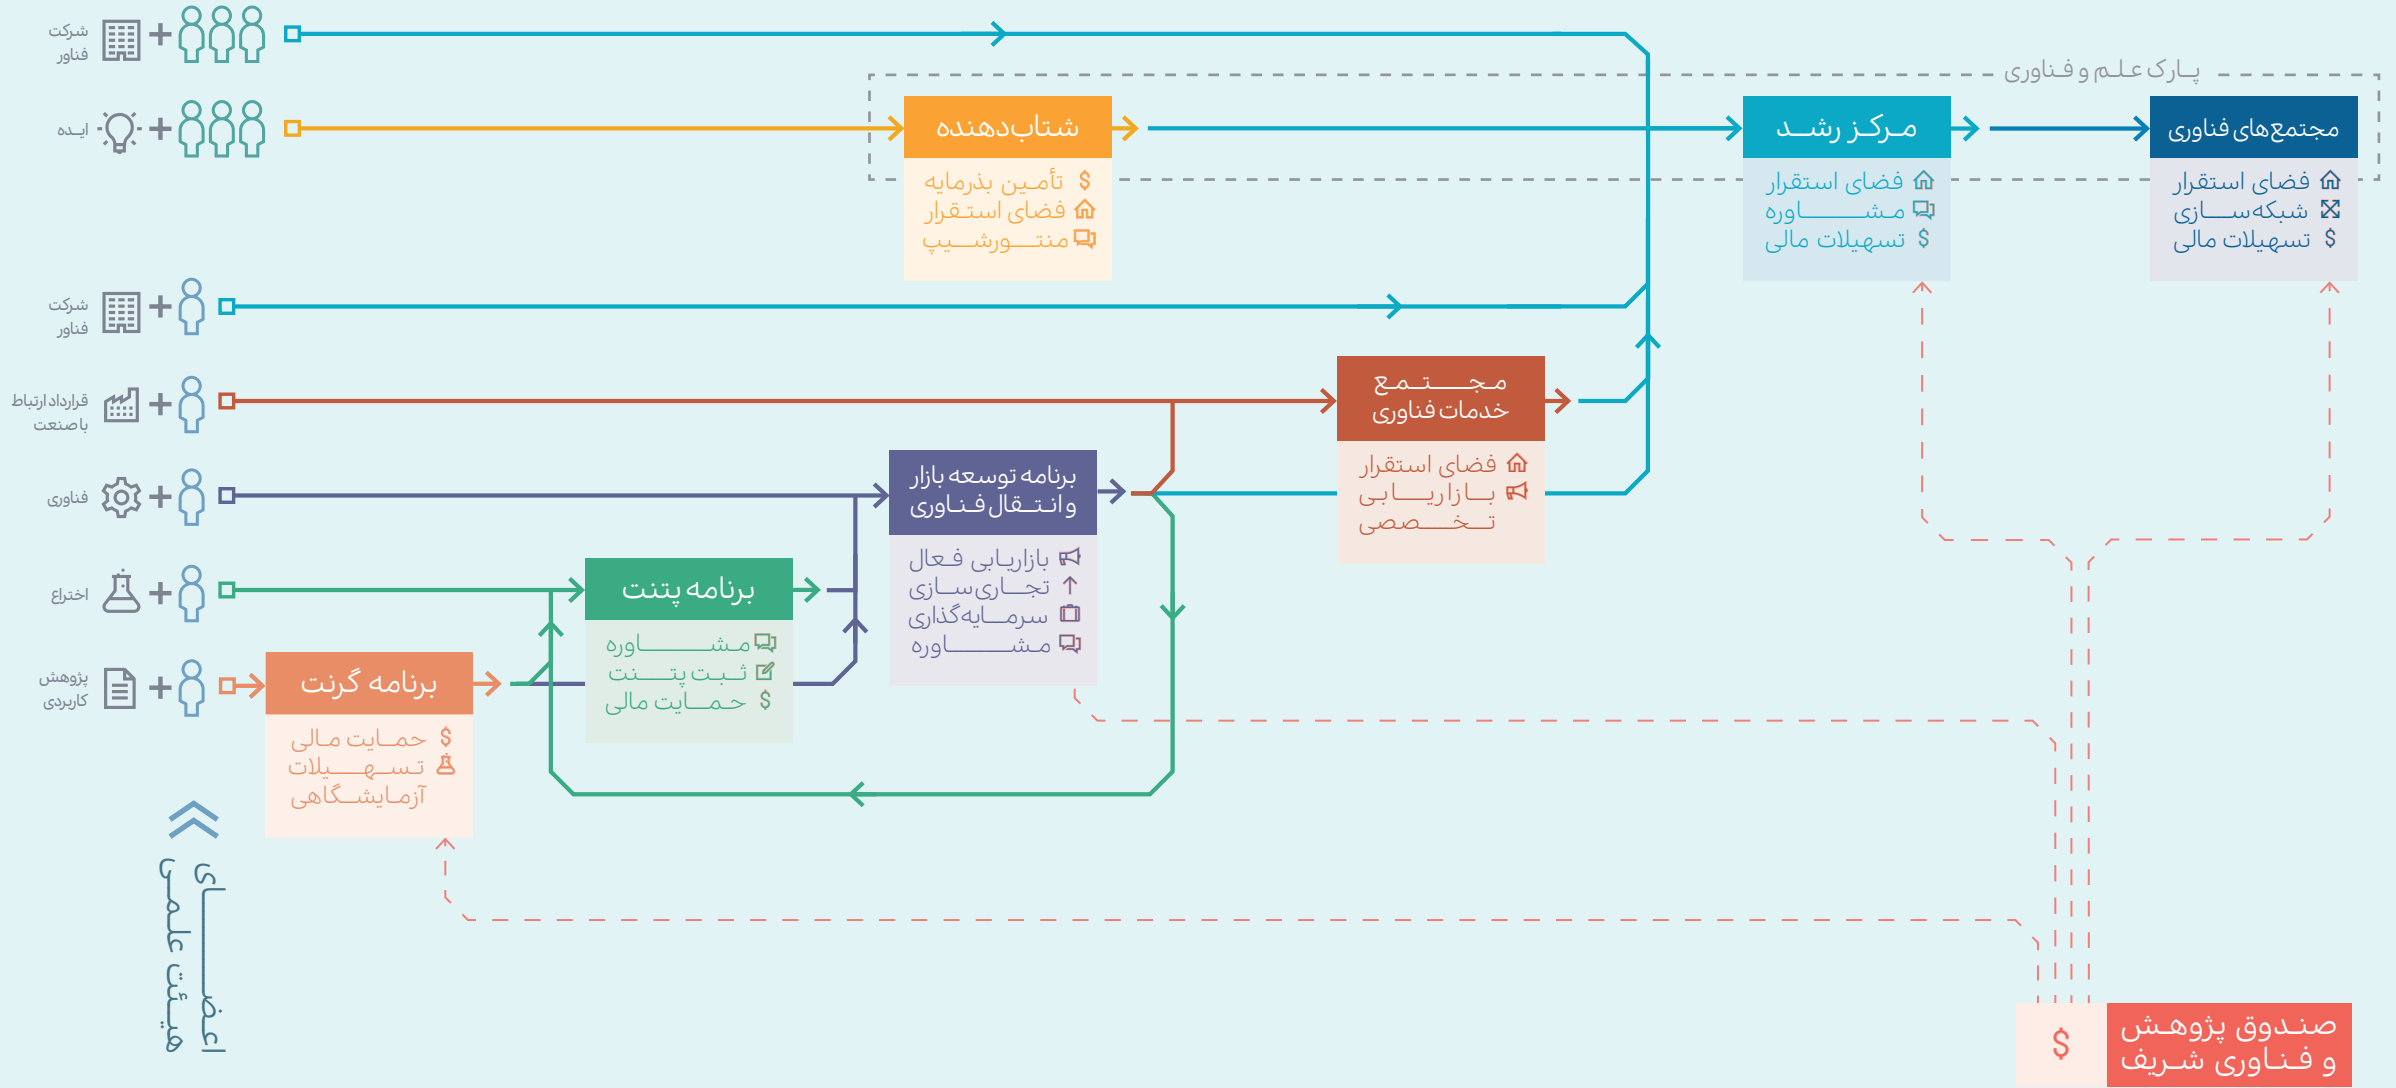 شرکت
فناور
پارک علم و فناوری
ایده
شتاب‌دهنده
تأمین بذرمایه
$
فضای استقرار
منتورشیپ
مرکز رشد
فضای استقرار
مشاوره
تسهیلات مالی
$
مجتمع‌های فناوری
فضای استقرار
شبکه‌سازی
تسهیلات مالی
$
شرکت
فناور
قرارداد ارتباط
با صنعت
مجتمع
خدمات فناوری
فضای استقرار
بازاریابی
تخصصی
فناوری
برنامه توسعه بازار
و انتقال فناوری
بازاریابی فعال
تجاری‌سازی
سرمایه‌گذاری
مشاوره
اختراع
برنامه پتنت
مشاوره
ثبت پتنت
حمایت مالی
$
پژوهش
کاربردی
برنامه گرنت
حمایت مالی
$
تسهیلات
آزمایشگاهی
اعضای
هیئت علمی
صندوق پژوهش
و فناوری شریف
$